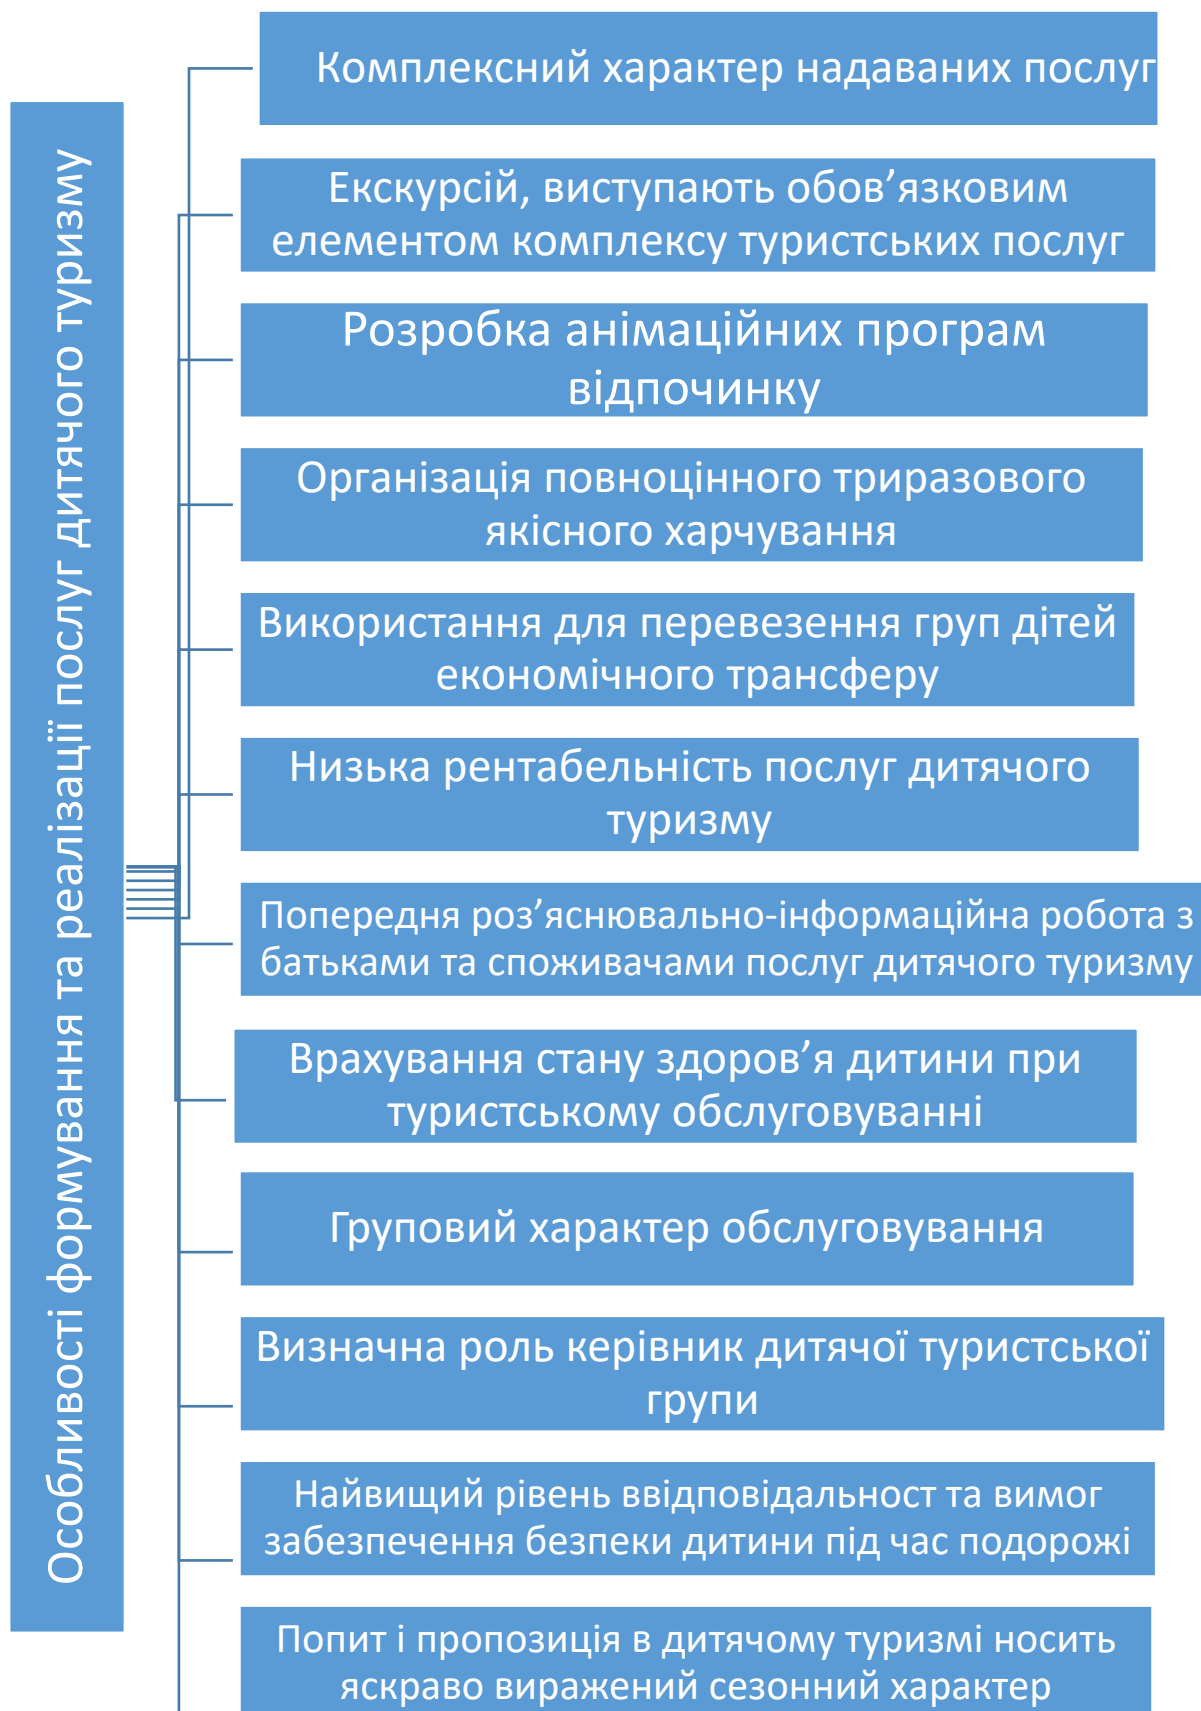 Особливості формування та реалізації послуг дитячого туризму
Комплексний характер надаваних послуг
Екскурсій, виступають обов’язковим
елементом комплексу туристських послуг
Розробка анімаційних програм
відпочинку
Організація повноцінного триразового
якісного харчування
Використання для перевезення груп дітей
економічного трансферу
Низька рентабельність послуг дитячого
туризму
Попередня роз’яснювально-інформаційна робота з
батьками та споживачами послуг дитячого туризму
Врахування стану здоров’я дитини при
туристському обслуговуванні
Груповий характер обслуговування
Визначна роль керівник дитячої туристської
групи
Найвищий рівень ввідповідальност та вимог
забезпечення безпеки дитини під час подорожі
Попит і пропозиція в дитячому туризмі носить
яскраво виражений сезонний характер